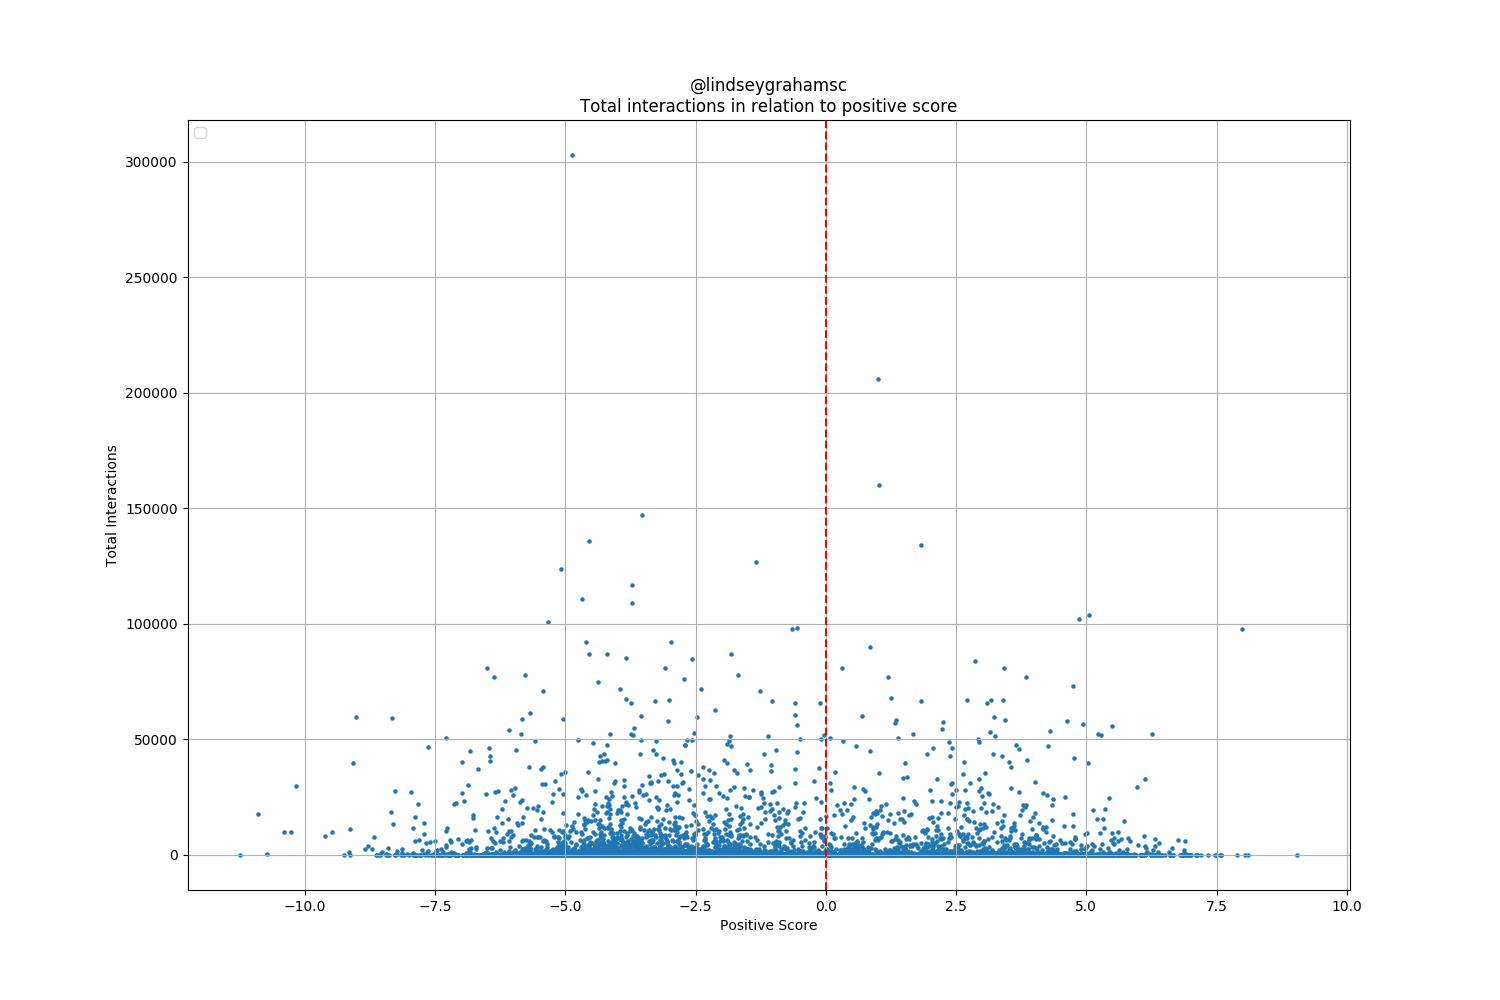 @lindseygrahamsc
Total interactions in relation to positive score
300000
250000
200000
150000
100000
50000
0
Total Interactions
−10.0 −7.5 −5.0 −2.5 0.0 2.5 5.0 7.5 10.0
Positive Score